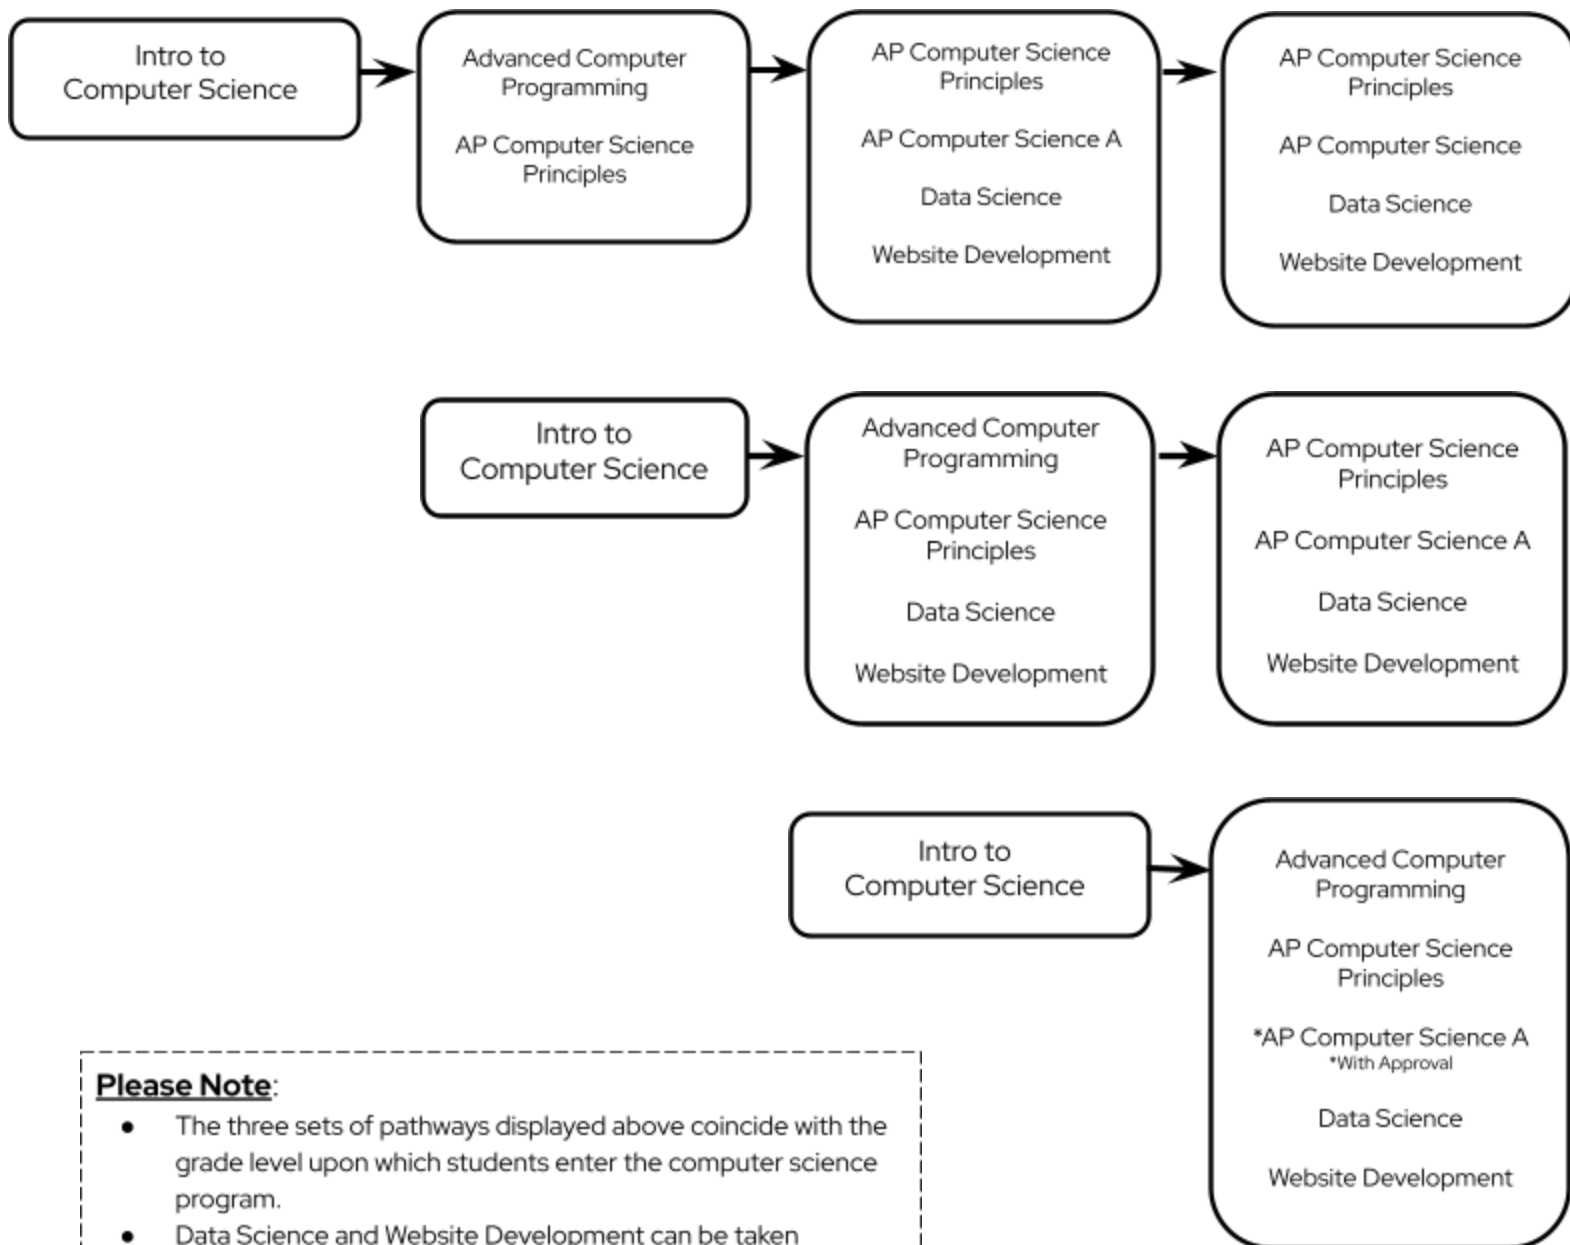 Intro to
Computer Science
Advanced Computer
Programming
AP Computer Science
Principles
AP Computer Science
Principles
AP Computer Science A
Data Science
Website Development
AP Computer Science
Principles
AP Computer Science
Data Science
Website Development
Intro to
Computer Science
Advanced Computer
Programming
AP Computer Science
Principles
Data Science
Website Development
AP Computer Science
Principles
AP Computer Science A
Data Science
Website Development
Intro to
Computer Science
Advanced Computer
Programming
AP Computer Science
Principles
*AP Computer Science A
*With Approval
Data Science
Website Development
Please Note:
● The three sets of pathways displayed above coincide with the
grade level upon which students enter the computer science
program.
● Data Science and Website Development can be taken